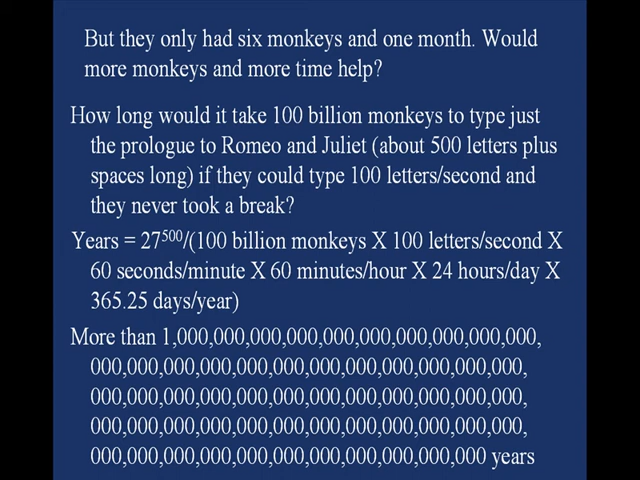 But they only had six monkeys and one month. Would
more monkeys and more time help?
How long would it take 100 billion monkeys to type just
the prologue to Romeo and Juliet (about 500 letters plus
spaces long) if they could type 100 letters/second and
they never took a break?
Years = 27⁵⁰⁰/(100 billion monkeys X 100 letters/second X
60 seconds/minute X 60 minutes/hour X 24 hours/day X
365.25 days/year)
More than 1,000,000,000,000,000,000,000,000,000,000,
000,000,000,000,000,000,000,000,000,000,000,000,
000,000,000,000,000,000,000,000,000,000,000,000,
000,000,000,000,000,000,000,000,000,000,000,000,
000,000,000,000,000,000,000,000,000,000,000 years